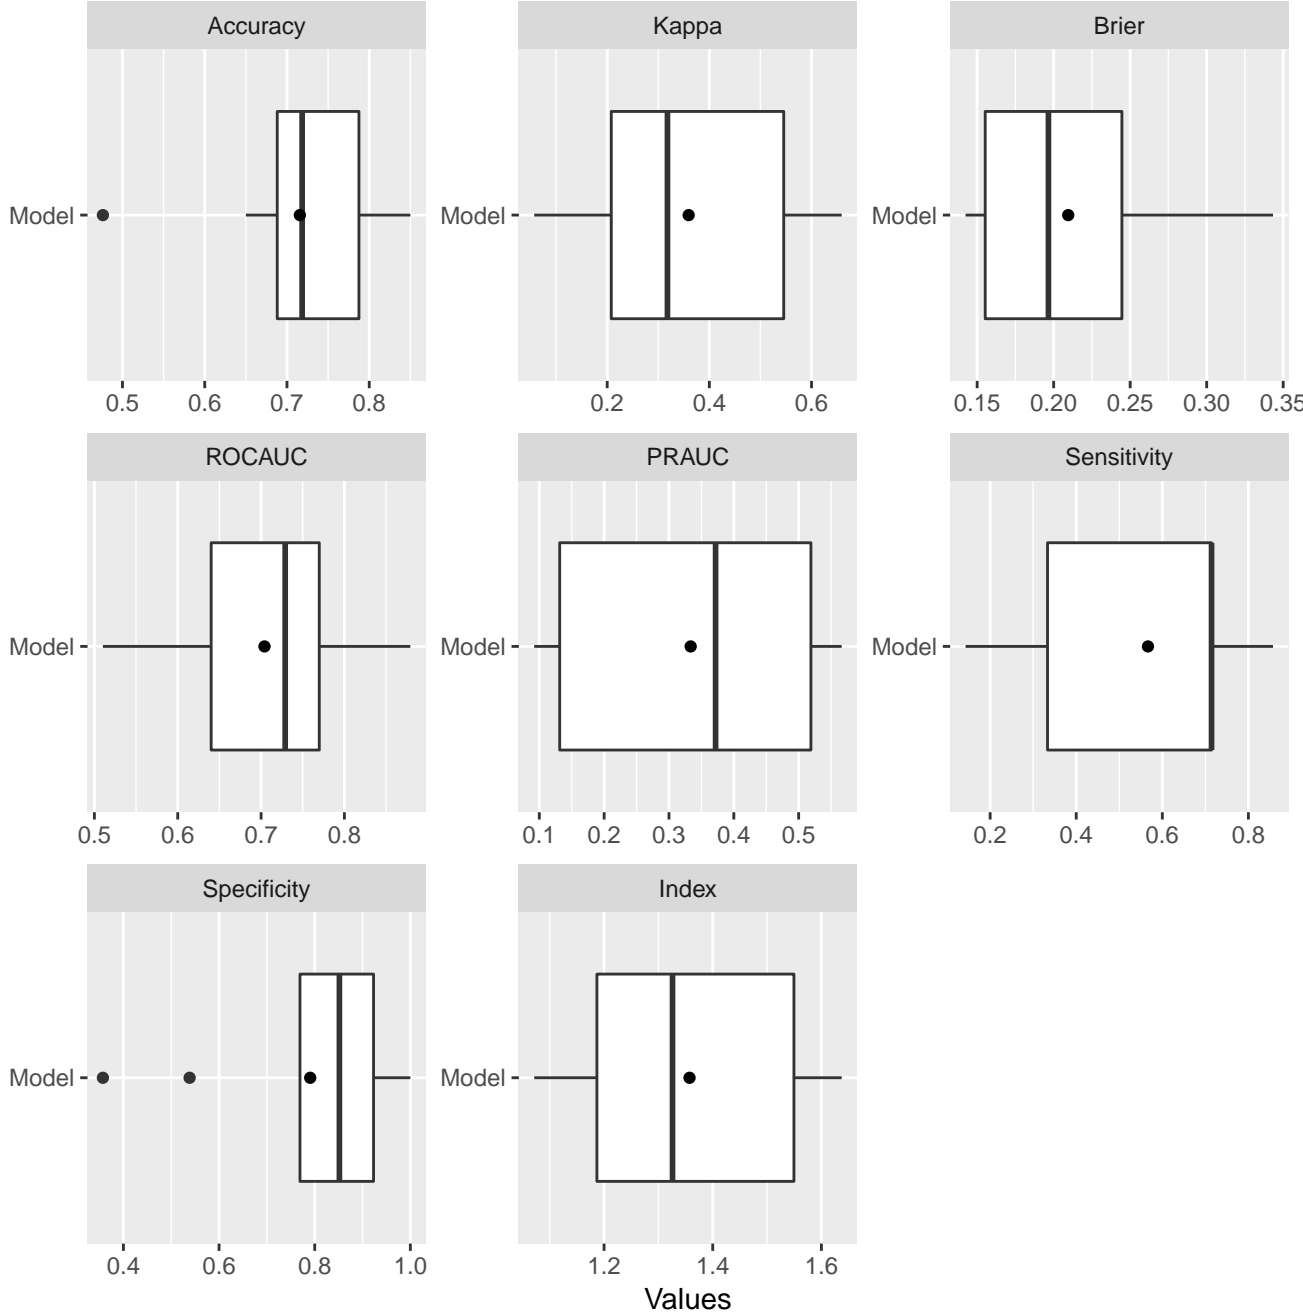 Accuracy Kappa Brier
Model Model Model
0.5 0.6 0.7 0.8 0.2 0.4 0.6 0.15 0.20 0.25 0.30 0.35
ROCAUC PRAUC Sensitivity
Model Model Model
0.5 0.6 0.7 0.8 0.1 0.2 0.3 0.4 0.5 0.2 0.4 0.6 0.8
Specificity Index
Model Model
0.4 0.6 0.8 1.0 1.2 1.4 1.6
Values